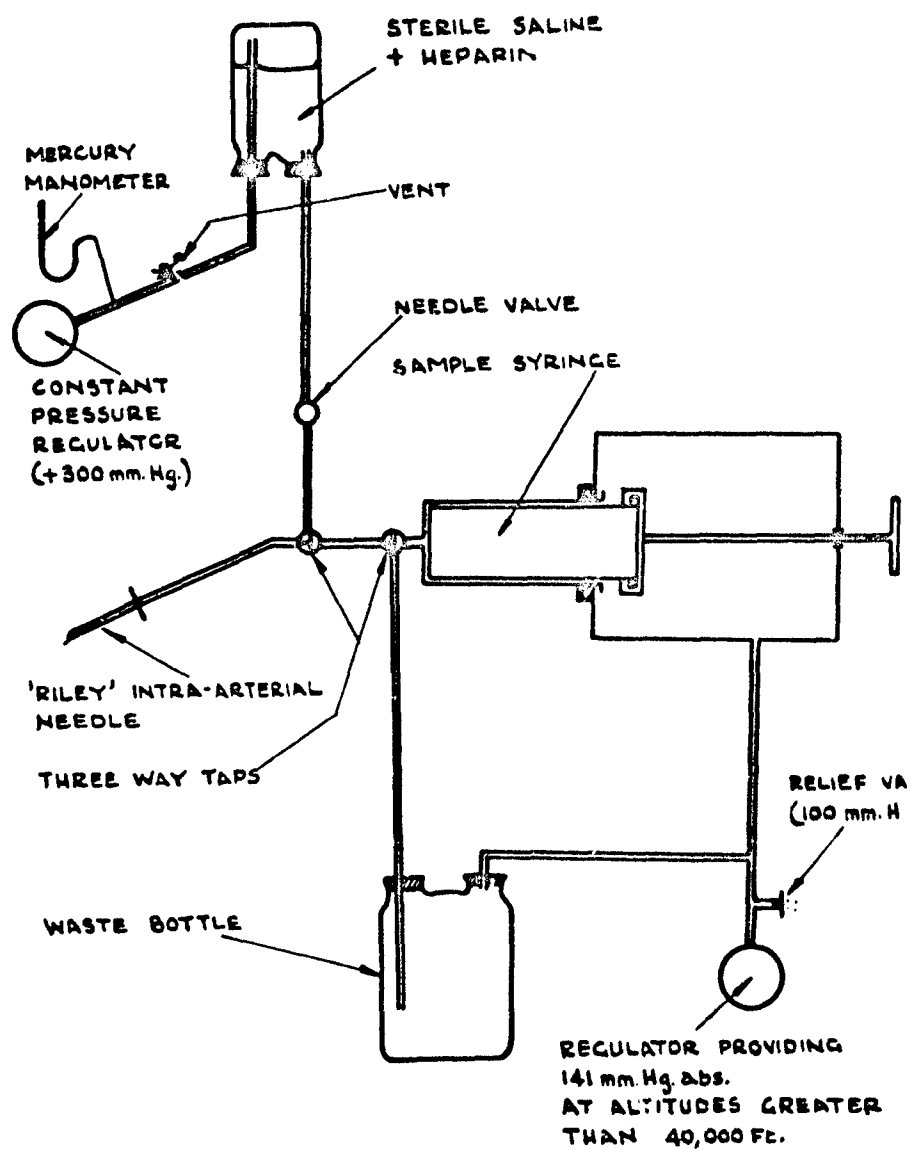 STERILE SALINE
+ HEPARIN
MERCURY
MANOMETER
VENT
NEEDLE VALVE
SAMPLE SYRINGE
CONSTANT
PRESSURE
REGULATOR
(+300 mm. Hg.)
'RILEY' INTRA-ARTERIAL
NEEDLE
THREE WAY TAPS
RELIEF VA
(100 mm. H
WASTE BOTTLE
REGULATOR PROVIDING
141 mm. Hg. abs.
AT ALTITUDES GREATER
THAN 40,000 Ft.